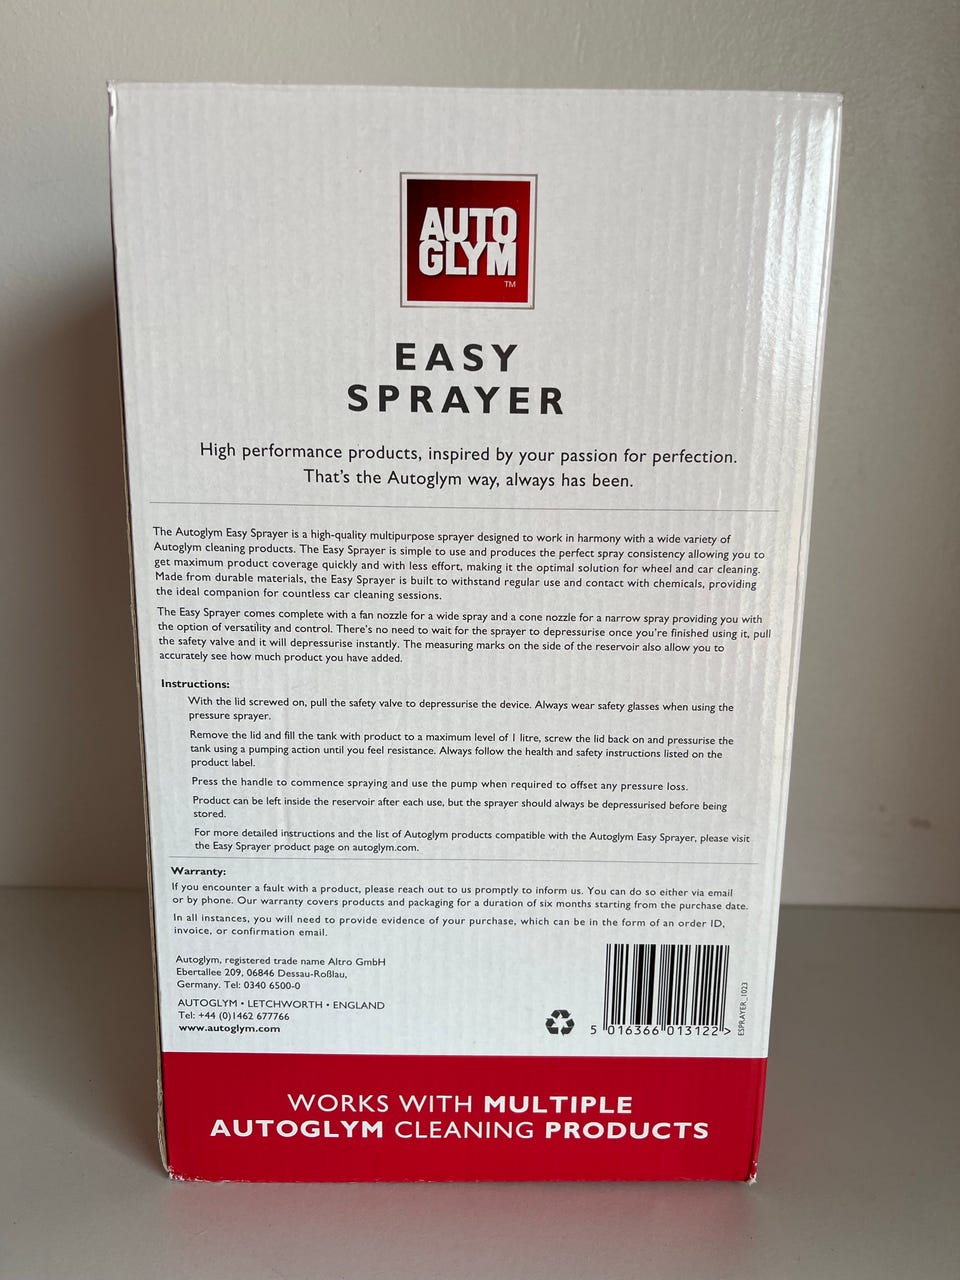 AUTO
GLYM
TM
EASY
SPRAYER
High performance products, inspired by your passion for perfection.
That's the Autoglym way, always has been.
The Autoglym Easy Sprayer is a high-quality multipurpose sprayer designed to work in harmony with a wide variety of
Autoglym cleaning products. The Easy Sprayer is simple to use and produces the perfect spray consistency allowing you to
get maximum product coverage quickly and with less effort, making it the optimal solution for wheel and car cleaning.
Made from durable materials, the Easy Sprayer is built to withstand regular use and contact with chemicals, providing
the ideal companion for countless car cleaning sessions.
The Easy Sprayer comes complete with a fan nozzle for a wide spray and a cone nozzle for a narrow spray providing you with
the option of versatility and control. There's no need to wait for the sprayer to depressurise once you're finished using it, pull
the safety valve and it will depressurise instantly. The measuring marks on the side of the reservoir also allow you to
accurately see how much product you have added.
Instructions:
With the lid screwed on, pull the safety valve to depressurise the device. Always wear safety glasses when using the
pressure sprayer.
Remove the lid and fill the tank with product to a maximum level of 1 litre, screw the lid back on and pressurise the
tank using a pumping action until you feel resistance. Always follow the health and safety instructions listed on the
product label.
Press the handle to commence spraying and use the pump when required to offset any pressure loss.
Product can be left inside the reservoir after each use, but the sprayer should always be depressurised before being
stored.
For more detailed instructions and the list of Autoglym products compatible with the Autoglym Easy Sprayer, please visit
the Easy Sprayer product page on autoglym.com.
Warranty:
If you encounter a fault with a product, please reach out to us promptly to inform us. You can do so either via email
or by phone. Our warranty covers products and packaging for a duration of six months starting from the purchase date.
In all instances, you will need to provide evidence of your purchase, which can be in the form of an order ID,
invoice, or confirmation email.
Autoglym, registered trade name Altro GmbH
Ebertallee 209, 06846 Dessau-Roßlau,
Germany. Tel: 0340 6500-0
AUTOGLYM • LETCHWORTH • ENGLAND
Tel: +44 (0)1462 677766
www.autoglym.com
5 016366 013122 >
ESPRAYER_1023
WORKS WITH MULTIPLE
AUTOGLYM CLEANING PRODUCTS